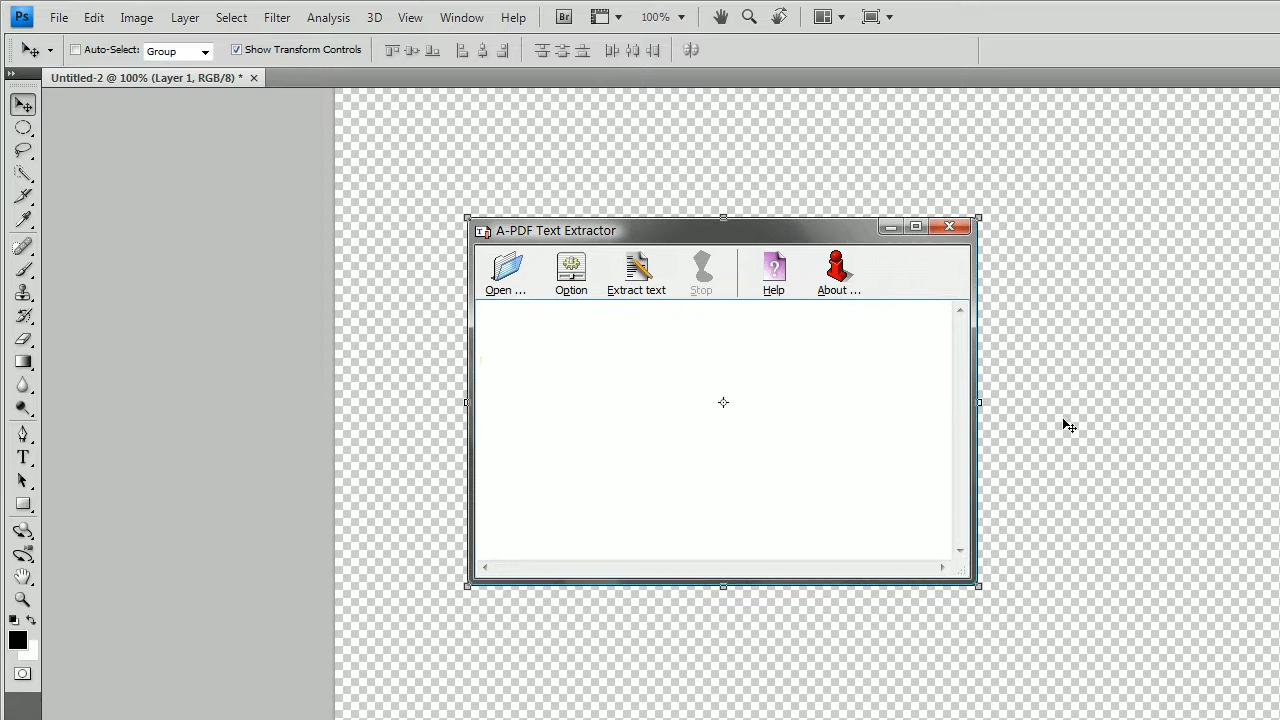 Ps File Edit Image Layer Select Filter Analysis 3D View Window Help Br 100%
Auto-Select: Group Show Transform Controls
Untitled-2 @ 100% (Layer 1, RGB/8) *
A-PDF Text Extractor
Open ... Option Extract text Stop Help About ...